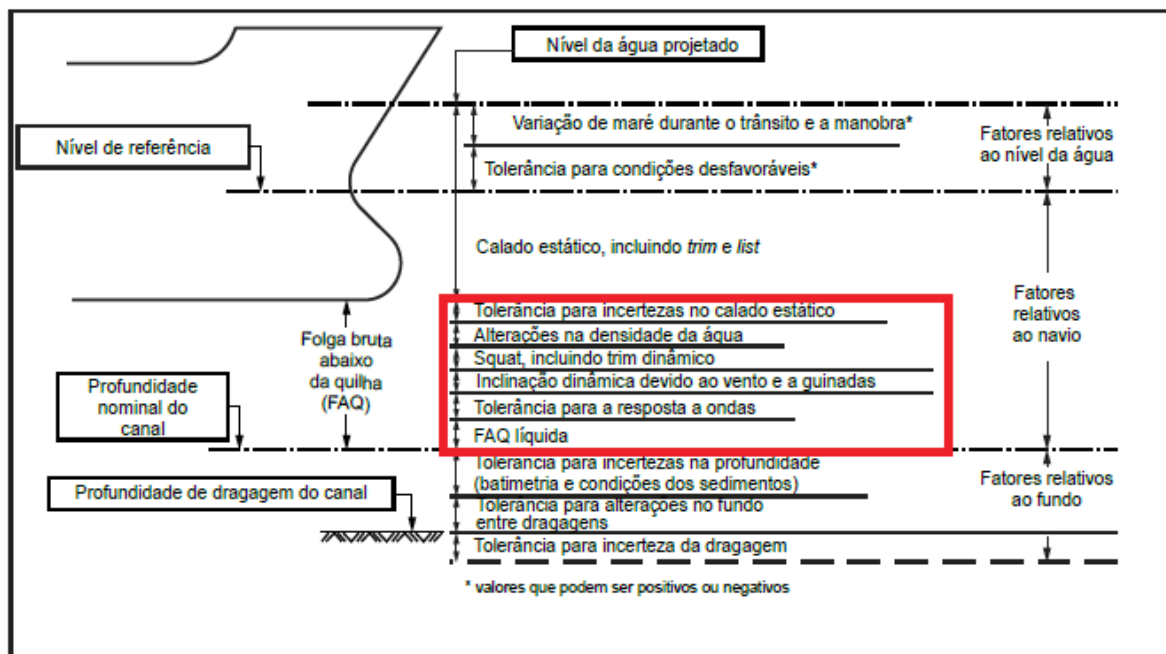 Nível da água projetado
Variação de maré durante o trânsito e a manobra*
Fatores relativos
ao nível da água
Nível de referência
Tolerância para condições desfavoráveis*
Calado estático, incluindo trim e list
Fatores
relativos
ao navio
Tolerância para incertezas no calado estático
Alterações na densidade da água
Squat, incluindo trim dinâmico
Inclinação dinâmica devido ao vento e a guinadas
Tolerância para a resposta a ondas
FAQ líquida
Folga bruta
abaixo
da quilha
(FAQ)
Profundidade
nominal do
canal
Tolerância para incertezas na profundidade
(batimetria e condições dos sedimentos)
Fatores relativos
ao fundo
Profundidade de dragagem do canal
Tolerância para alterações no fundo
entre dragagens
Tolerância para incerteza da dragagem
* valores que podem ser positivos ou negativos